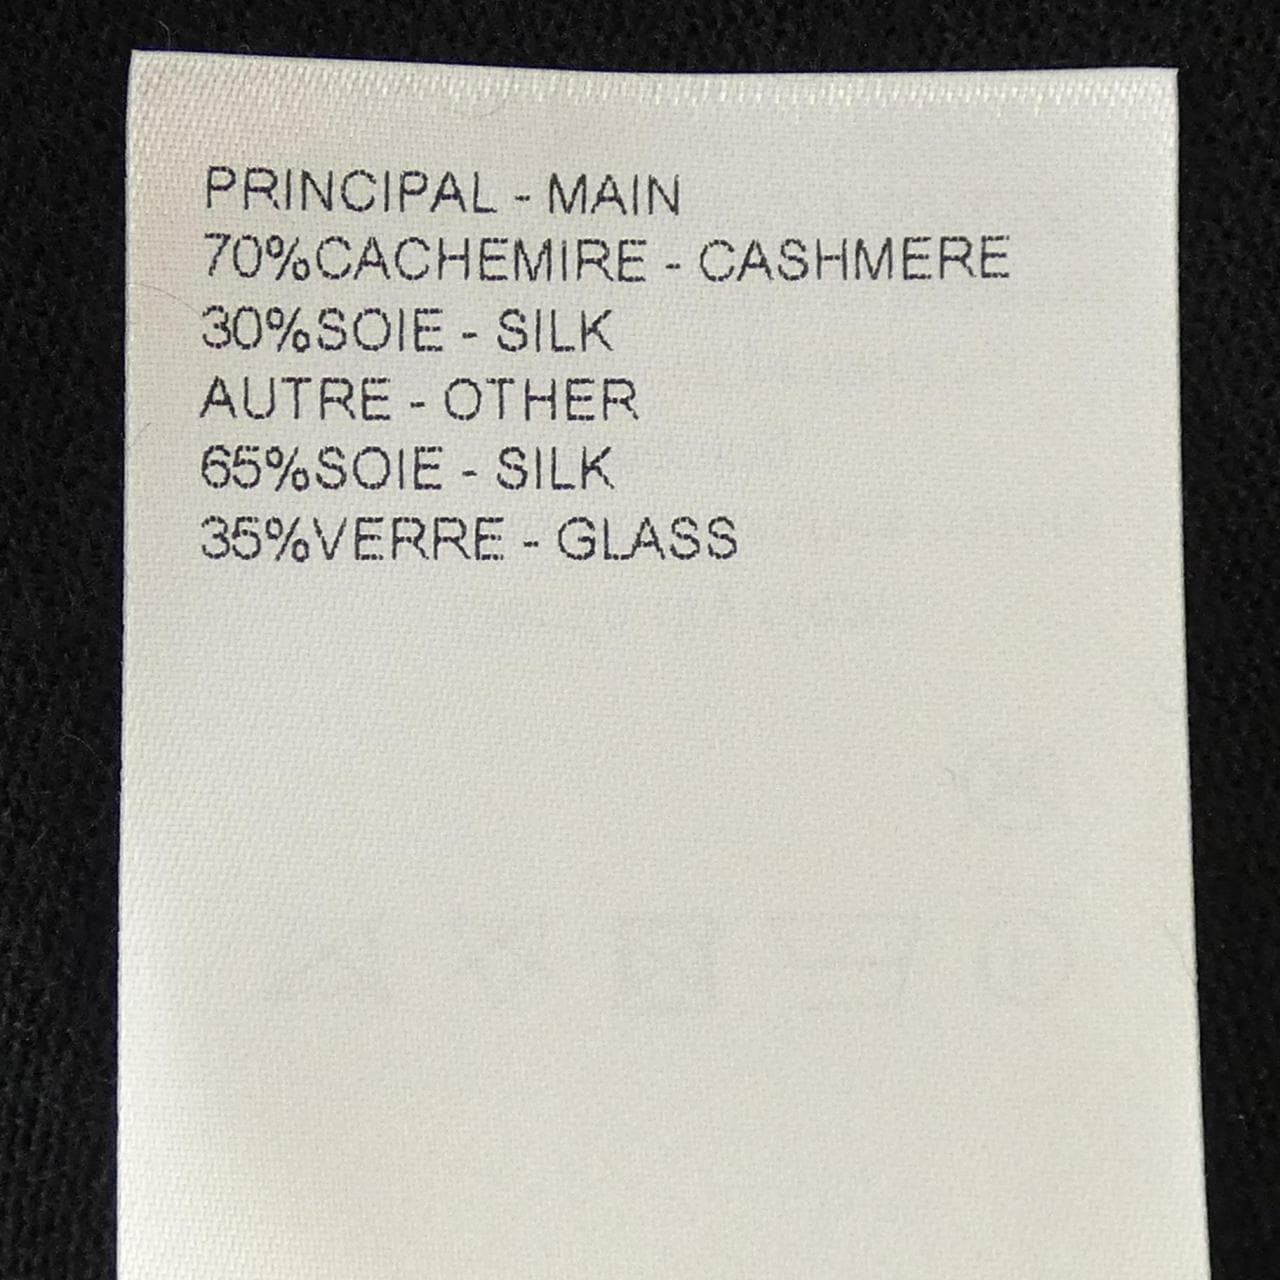 PRINCIPAL - MAIN
70%CACHEMIRE - CASHMERE
30%SOIE - SILK
AUTRE - OTHER
65%SOIE - SILK
35%VERRE - GLASS